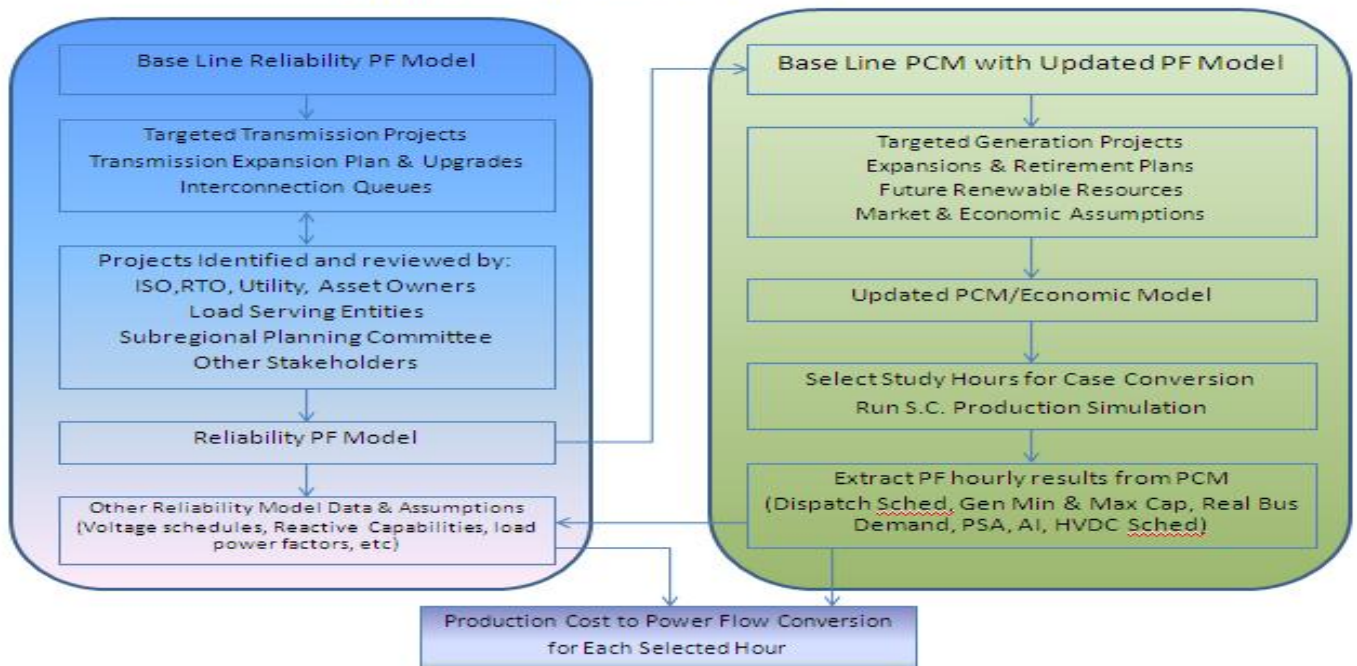 Base Line Reliability PF Model
Targeted Transmission Projects
Transmission Expansion Plan & Upgrades
Interconnection Queues
Projects Identified and reviewed by:
ISO,RTO, Utility, Asset Owners
Load Serving Entities
Subregional Planning Committee
Other Stakeholders
Reliability PF Model
Other Reliability Model Data & Assumptions
(Voltage schedules, Reactive Capabilities, load
power factors, etc)
Base Line PCM with Updated PF Model
Targeted Generation Projects
Expansions & Retirement Plans
Future Renewable Resources
Market & Economic Assumptions
Updated PCM/Economic Model
Select Study Hours for Case Conversion
Run S.C. Production Simulation
Extract PF hourly results from PCM
(Dispatch Sched, Gen Min & Max Cap, Real Bus
Demand, PSA, AI, HVDC Sched)
Production Cost to Power Flow Conversion
for Each Selected Hour